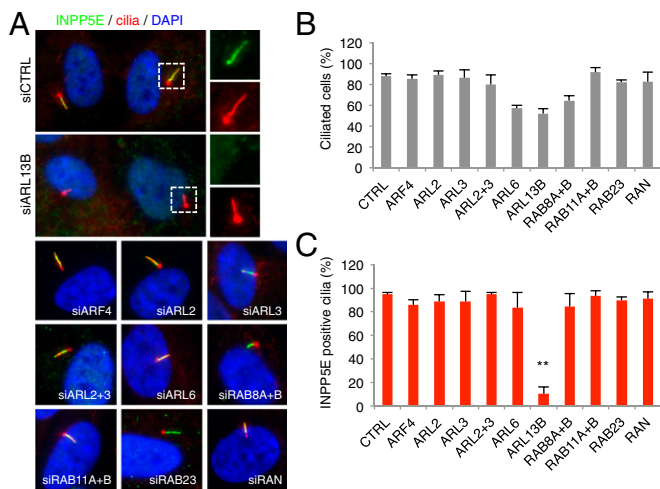 A
INPP5E / cilia / DAPI
siCTRL
siARL13B
siARF4
siARL2
siARL3
siARL2+3
siARL6
siRAB8A+B
siRAB11A+B
siRAB23
siRAN
B
Ciliated cells (%)
120
100
80
60
40
20
0
CTRL
ARF4
ARL2
ARL3
ARL2+3
ARL6
ARL13B
RAB8A+B
RAB11A+B
RAB23
RAN
C
INPP5E positive cilia (%)
120
100
80
60
40
20
0
**
CTRL
ARF4
ARL2
ARL3
ARL2+3
ARL6
ARL13B
RAB8A+B
RAB11A+B
RAB23
RAN